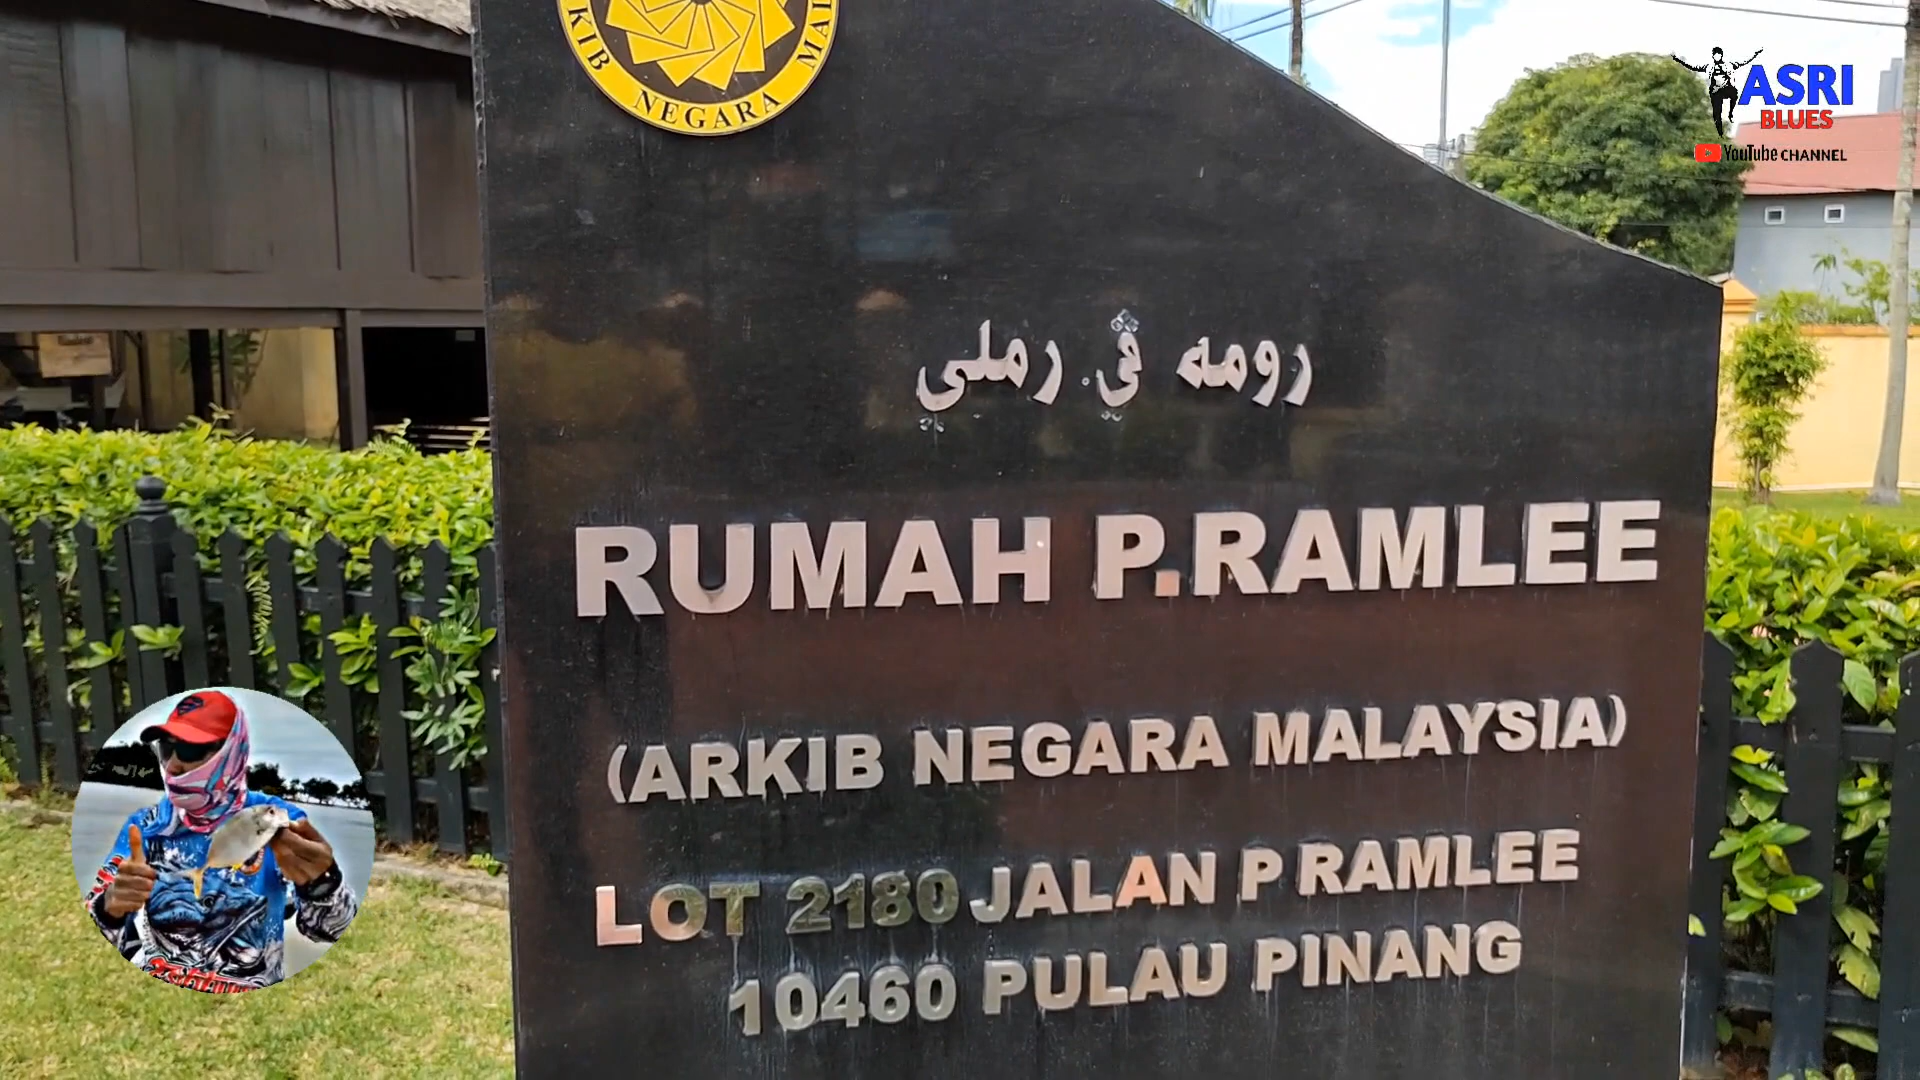 KIB NEGARA MAL
ASRI
BLUES
YouTube CHANNEL
رومه ڤي. رملي
RUMAH P.RAMLEE
(ARKIB NEGARA MALAYSIA)
LOT 2180 JALAN P RAMLEE
10460 PULAU PINANG